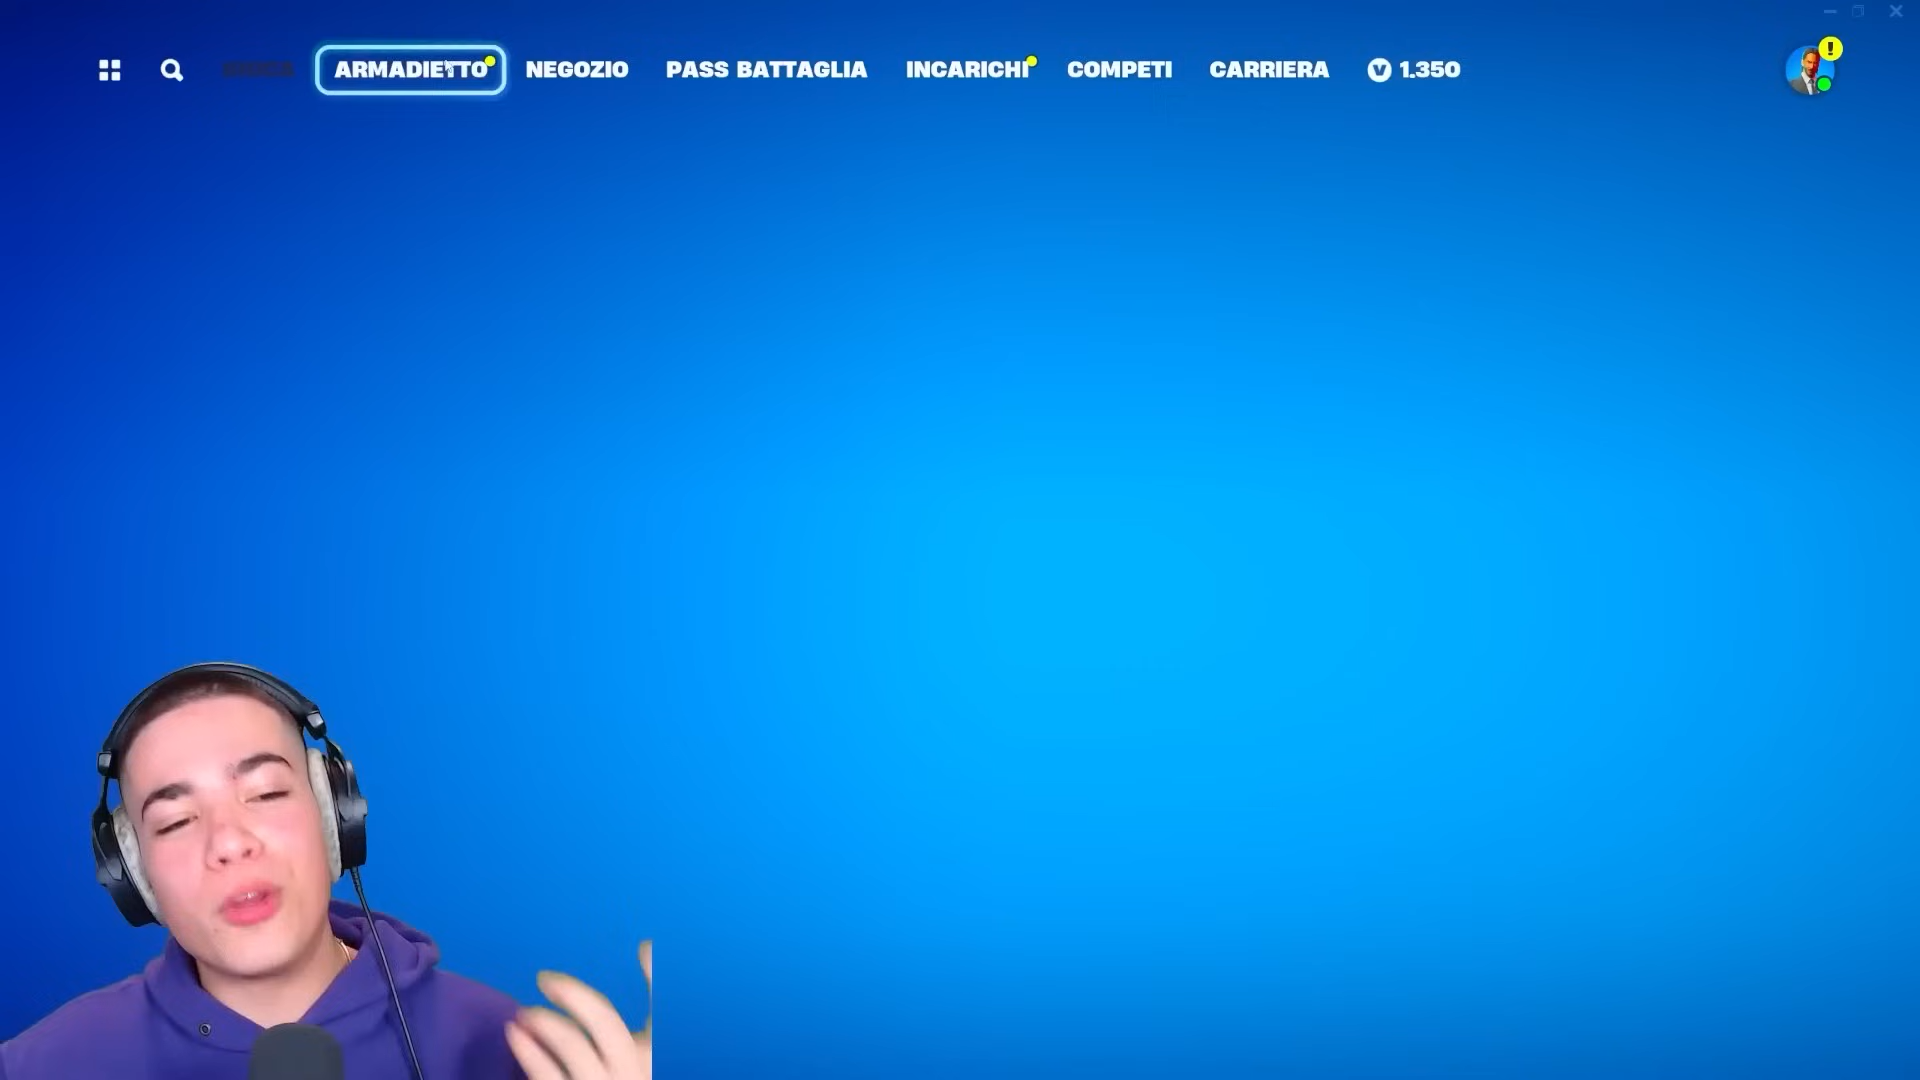 ARMADIETTO NEGOZIO PASS BATTAGLIA INCARICHI COMPETI CARRIERA V 1.350
!